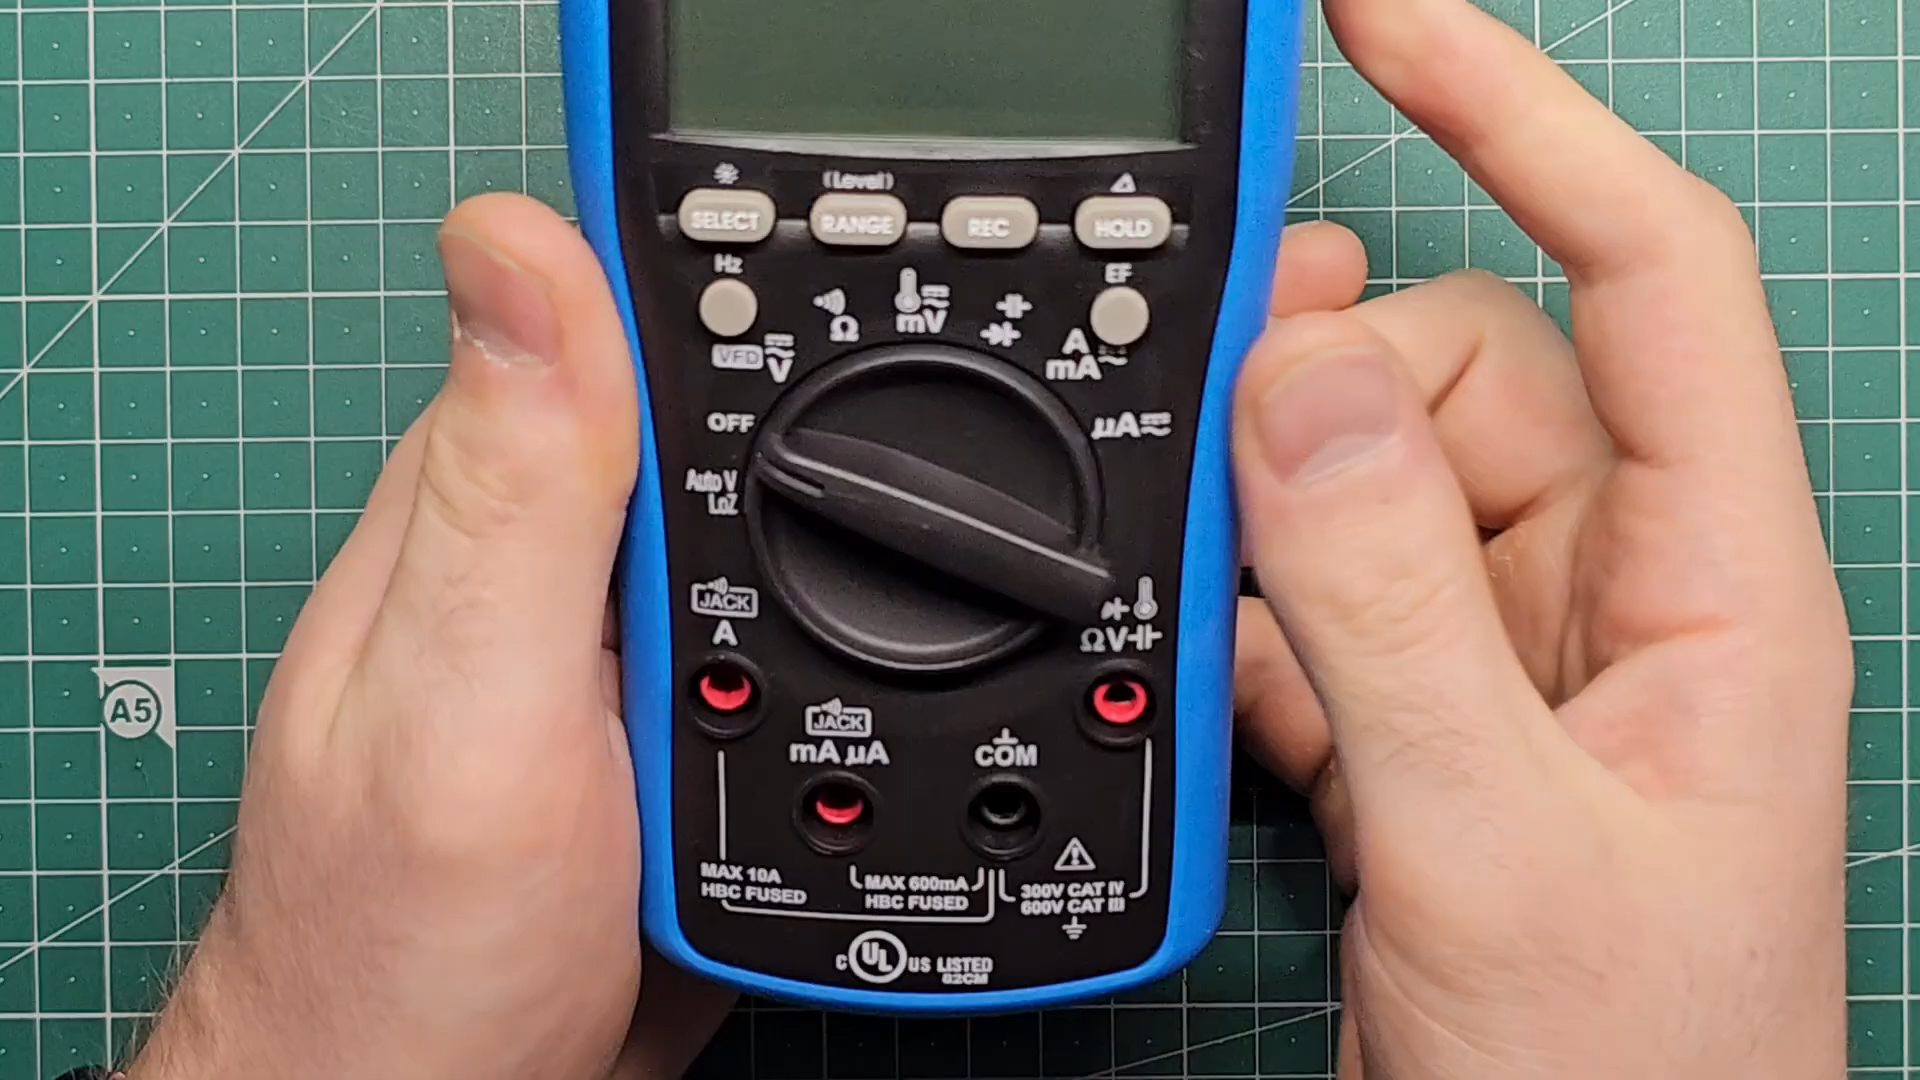 (Level)
SELECT
RANGE
REC
HOLD
Hz
EF
Ω
mV
VFD V
A
mA
OFF
µA
Auto V
LoZ
JACK
A
ΩV
JACK
mA µA
COM
MAX 10A
HBC FUSED
MAX 600mA
HBC FUSED
300V CAT IV
600V CAT III
C UL US LISTED
82CM
A5